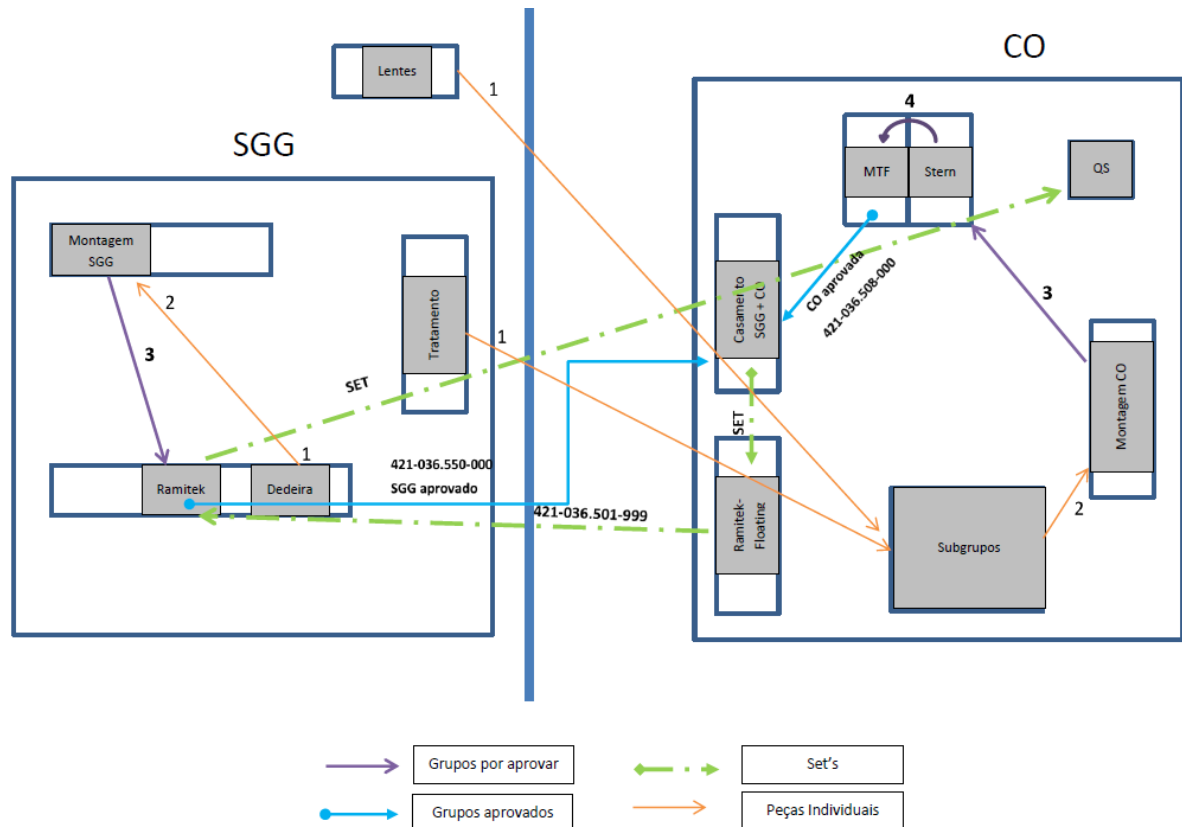 CO
Lentes
1
SGG
4
MTF
Stern
QS
Montagem
SGG
2
3
Tratamento
1
Casamento
SGG + CO
CO aprovada
421-036.508-000
3
SET
SET
Montagem CO
1
421-036.550-000
SGG aprovado
Ramitek
Dedeira
421-036.501-999
Ramitek-
Floating
Subgrupos
2
Grupos por aprovar
Set's
Grupos aprovados
Peças Individuais